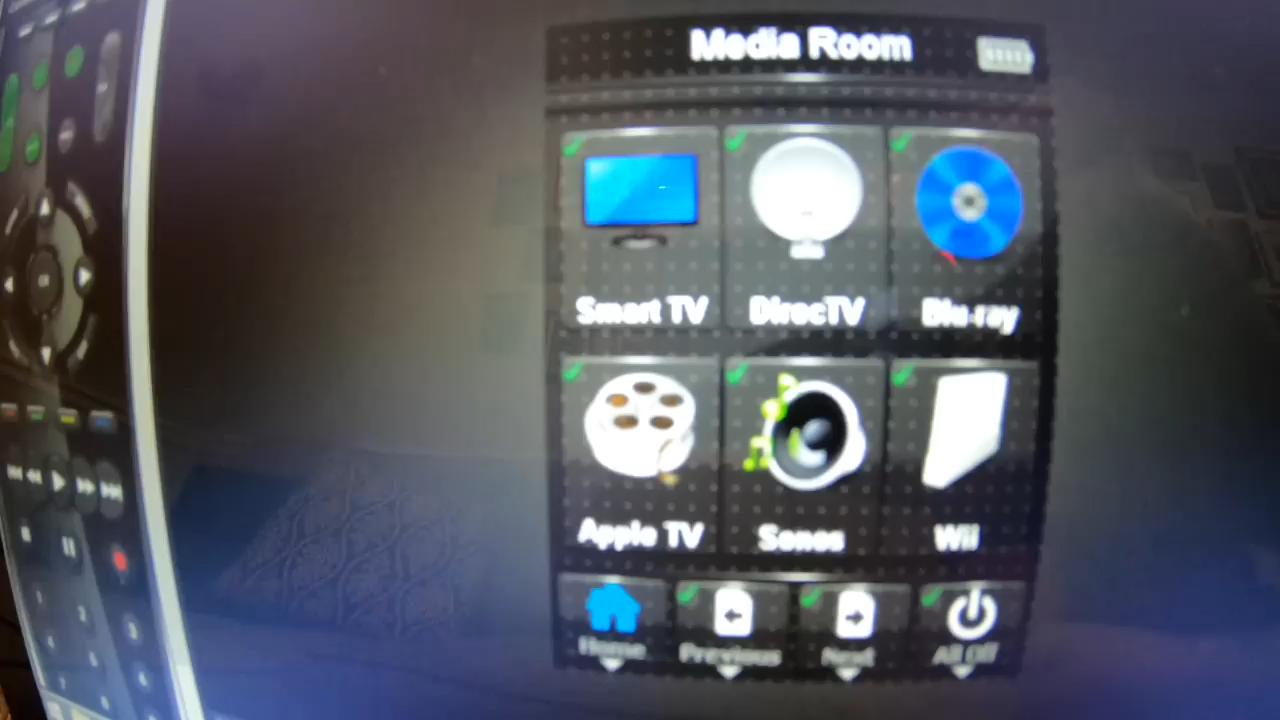 Media Room
Smart TV
DirecTV
Blu-ray
Apple TV
Sonos
Wii
Home
Previous
Next
All Off